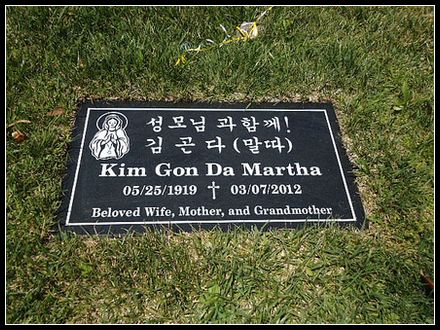 성모님 과함께!
김 곤 다 (말따)
Kim Gon Da Martha
05/25/1919 † 03/07/2012
Beloved Wife, Mother, and Grandmother